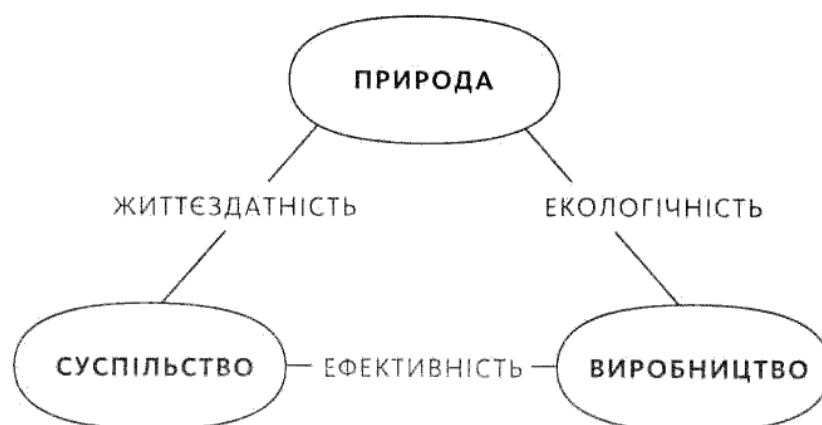 ПРИРОДА
ЖИТТЄЗДАТНІСТЬ ЕКОЛОГІЧНІСТЬ
СУСПІЛЬСТВО ЕФЕКТИВНІСТЬ ВИРОБНИЦТВО